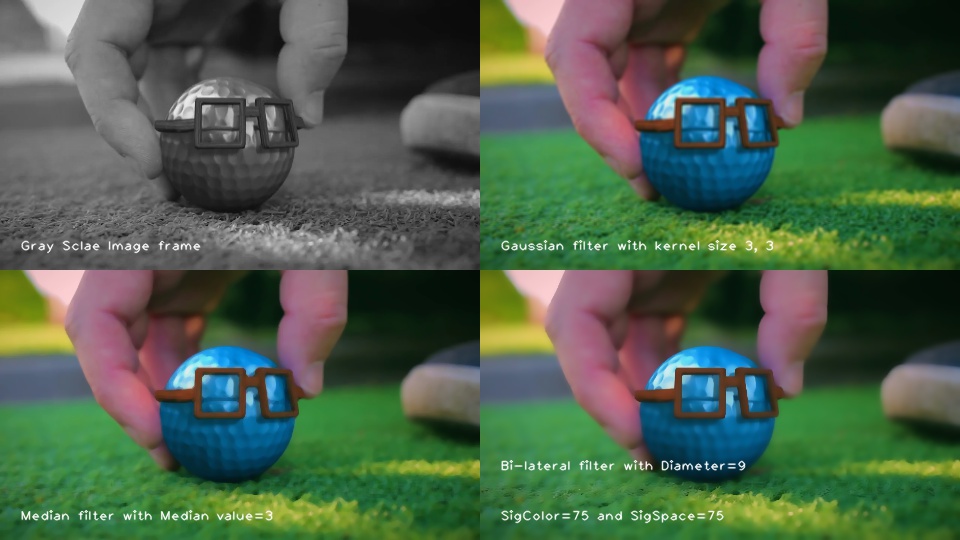 Gray Sclae Image frame
Gaussian filter with kernel size 3, 3
Median filter with Median value=3
Bi-lateral filter with Diameter=9
SigColor=75 and SigSpace=75